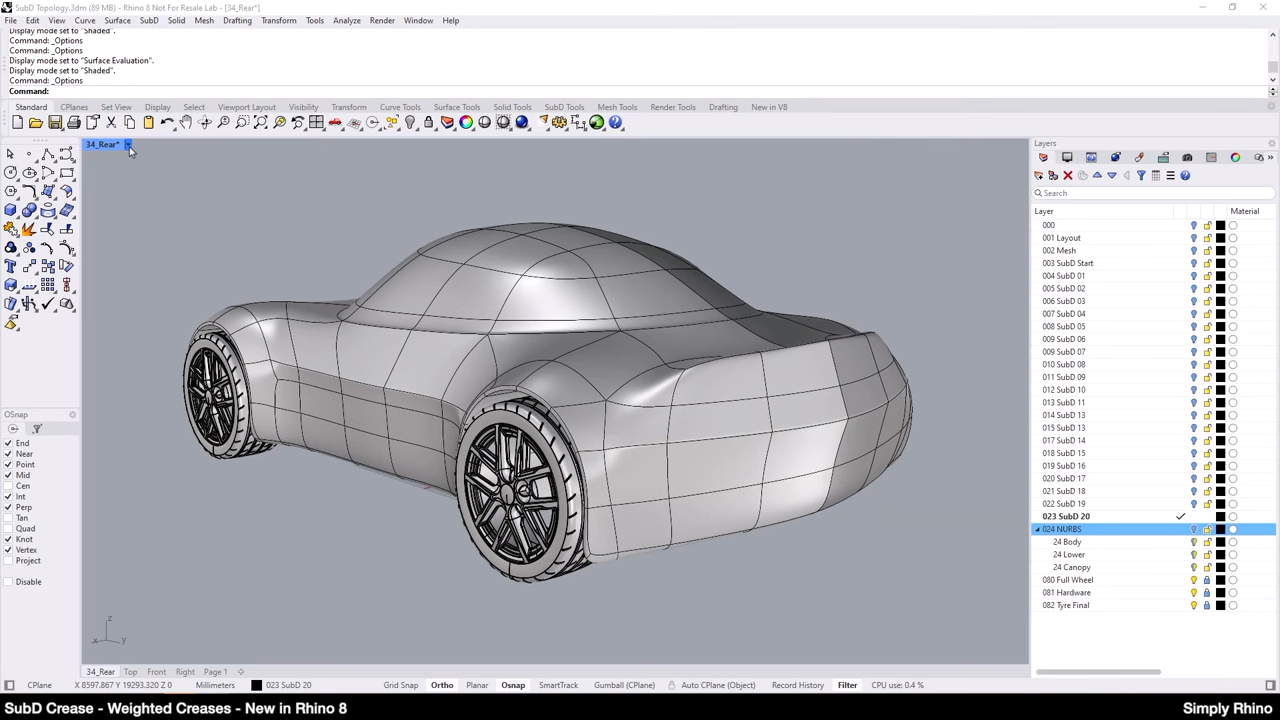 SubD Topology.3dm (89 MB) - Rhino 8 Not For Resale Lab - [34_Rear*]
File Edit View Curve Surface SubD Solid Mesh Drafting Transform Tools Analyze Render Window Help
Display mode set to "Shaded".
Command: _Options
Command: _Options
Display mode set to "Surface Evaluation".
Display mode set to "Shaded".
Command: _Options
Command:
Standard CPlanes Set View Display Select Viewport Layout Visibility Transform Curve Tools Surface Tools Solid Tools SubD Tools Mesh Tools Render Tools Drafting New in V8
34_Rear*
Layers
Search
Layer Material
000
001 Layout
002 Mesh
003 SubD Start
004 SubD 01
005 SubD 02
006 SubD 03
007 SubD 04
008 SubD 05
009 SubD 06
009 SubD 07
010 SubD 08
011 SubD 09
012 SubD 10
013 SubD 11
014 SubD 13
015 SubD 13
017 SubD 14
018 SubD 15
019 SubD 16
020 SubD 17
021 SubD 18
022 SubD 19
023 SubD 20
024 NURBS
24 Body
24 Lower
24 Canopy
080 Full Wheel
081 Hardware
082 Tyre Final
OSnap
End
Near
Point
Mid
Cen
Int
Perp
Tan
Quad
Knot
Vertex
Project
Disable
z
x y
34_Rear Top Front Right Page 1
CPlane X 8597.867 Y 19293.320 Z 0 Millimeters 023 SubD 20 Grid Snap Ortho Planar Osnap SmartTrack Gumball (CPlane) Auto CPlane (Object) Record History Filter CPU use: 0.4 %
SubD Crease - Weighted Creases - New in Rhino 8 Simply Rhino